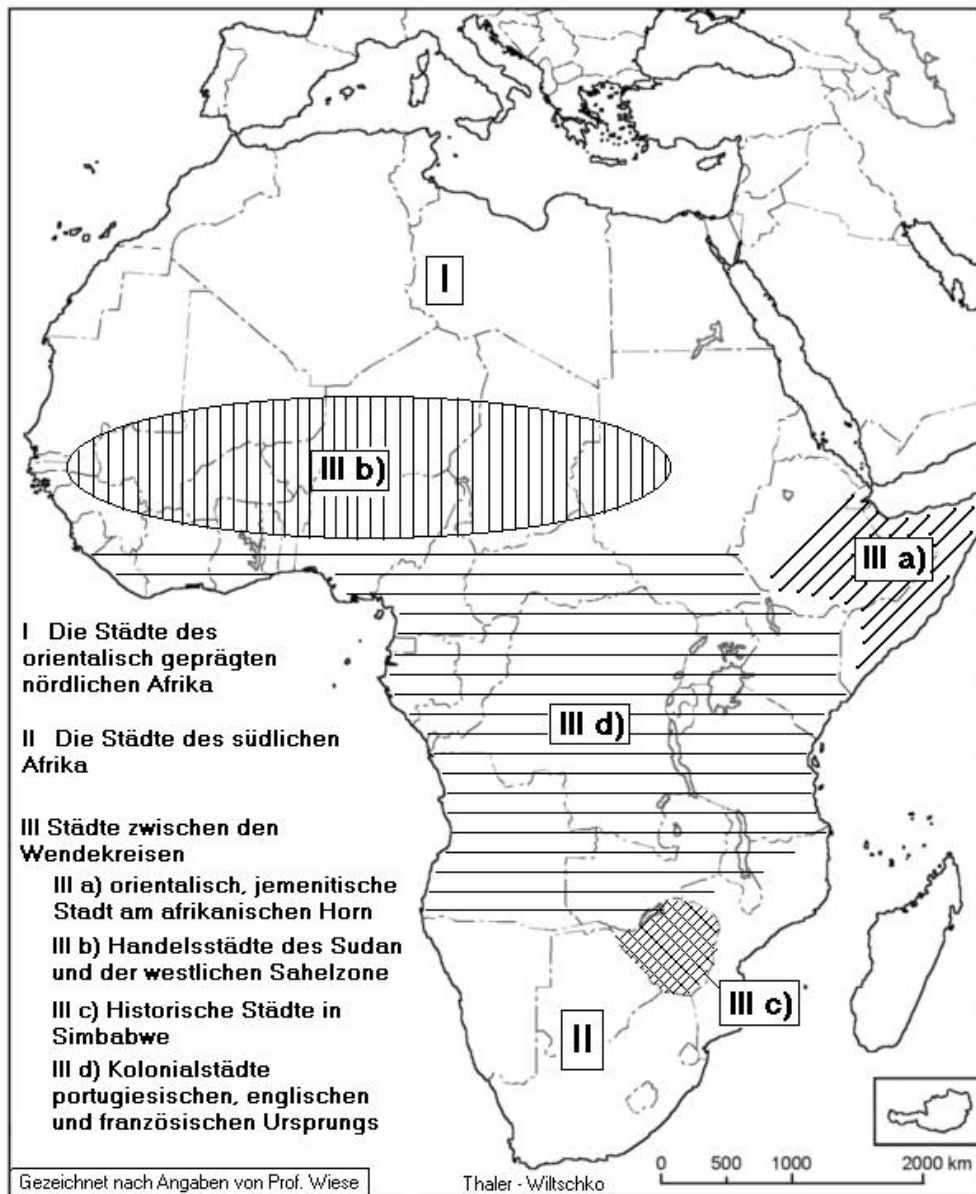 I
III b)
III a)
I Die Städte des
orientalisch geprägten
nördlichen Afrika
III d)
II Die Städte des südlichen
Afrika
III Städte zwischen den
Wendekreisen
III a) orientalisch, jemenitische
Stadt am afrikanischen Horn
III b) Handelsstädte des Sudan
und der westlichen Sahelzone
III c) Historische Städte in
Simbabwe
III d) Kolonialstädte
portugiesischen, englischen
und französischen Ursprungs
III c)
II
0 500 1000 2000 km
Gezeichnet nach Angaben von Prof. Wiese
Thaler - Wiltschko